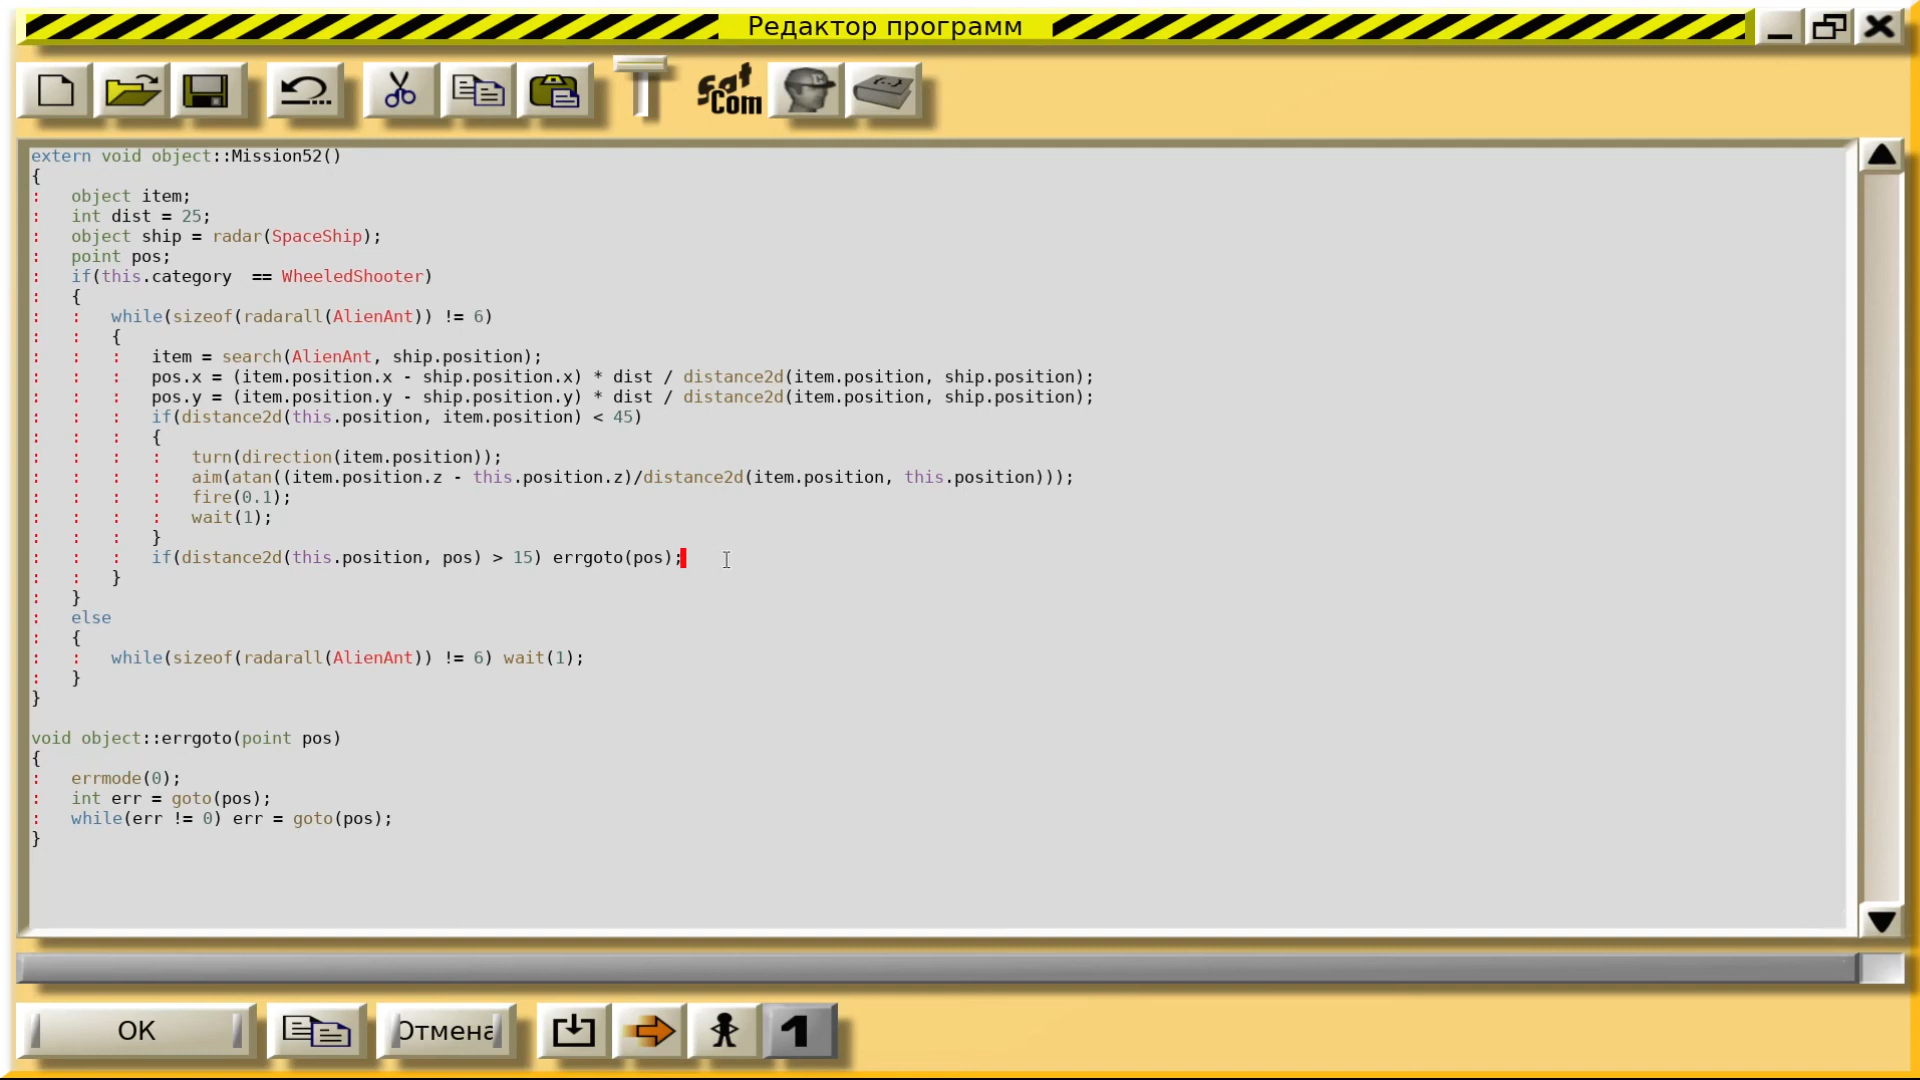 Редактор программ
Sat
Com
extern void object::Mission52()
{
:   object item;
:   int dist = 25;
:   object ship = radar(SpaceShip);
:   point pos;
:   if(this.category  == WheeledShooter)
:   {
:   :   while(sizeof(radarall(AlienAnt)) != 6)
:   :   {
:   :   :   item = search(AlienAnt, ship.position);
:   :   :   pos.x = (item.position.x - ship.position.x) * dist / distance2d(item.position, ship.position);
:   :   :   pos.y = (item.position.y - ship.position.y) * dist / distance2d(item.position, ship.position);
:   :   :   if(distance2d(this.position, item.position) < 45)
:   :   :   {
:   :   :   :   turn(direction(item.position));
:   :   :   :   aim(atan((item.position.z - this.position.z)/distance2d(item.position, this.position)));
:   :   :   :   fire(0.1);
:   :   :   :   wait(1);
:   :   :   }
:   :   :   if(distance2d(this.position, pos) > 15) errgoto(pos);
:   :   }
:   }
:   else
:   {
:   :   while(sizeof(radarall(AlienAnt)) != 6) wait(1);
:   }
}
void object::errgoto(point pos)
{
:   errmode(0);
:   int err = goto(pos);
:   while(err != 0) err = goto(pos);
}
OK
Отмена
1